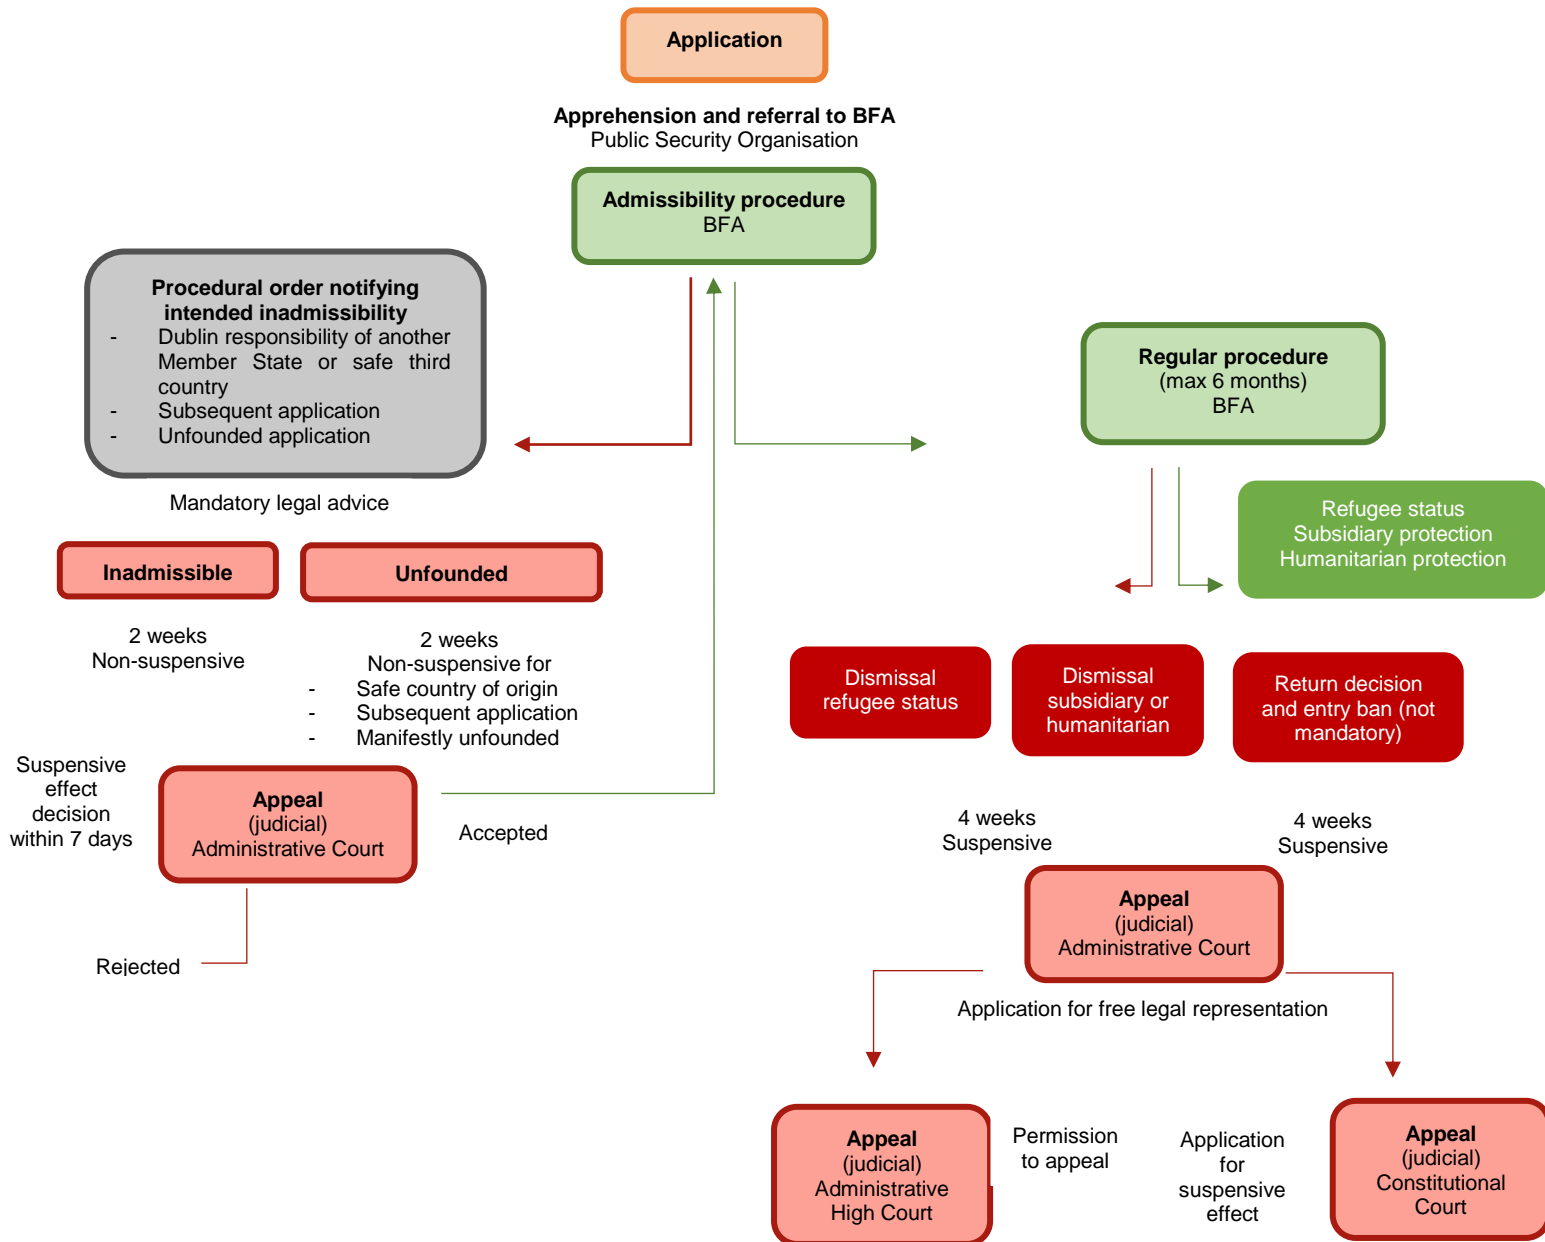 Application
Apprehension and referral to BFA
Public Security Organisation
Admissibility procedure
BFA
Procedural order notifying
intended inadmissibility
- Dublin responsibility of another
Member State or safe third
country
- Subsequent application
- Unfounded application
Mandatory legal advice
Regular procedure
(max 6 months)
BFA
Refugee status
Subsidiary protection
Humanitarian protection
Inadmissible
Unfounded
2 weeks
Non-suspensive
2 weeks
Non-suspensive for
- Safe country of origin
- Subsequent application
- Manifestly unfounded
Dismissal
refugee status
Dismissal
subsidiary or
humanitarian
Return decision
and entry ban (not
mandatory)
Suspensive
effect
decision
within 7 days
Appeal
(judicial)
Administrative Court
Accepted
Rejected
4 weeks
Suspensive
4 weeks
Suspensive
Appeal
(judicial)
Administrative Court
Application for free legal representation
Appeal
(judicial)
Administrative
High Court
Permission
to appeal
Application
for
suspensive
effect
Appeal
(judicial)
Constitutional
Court